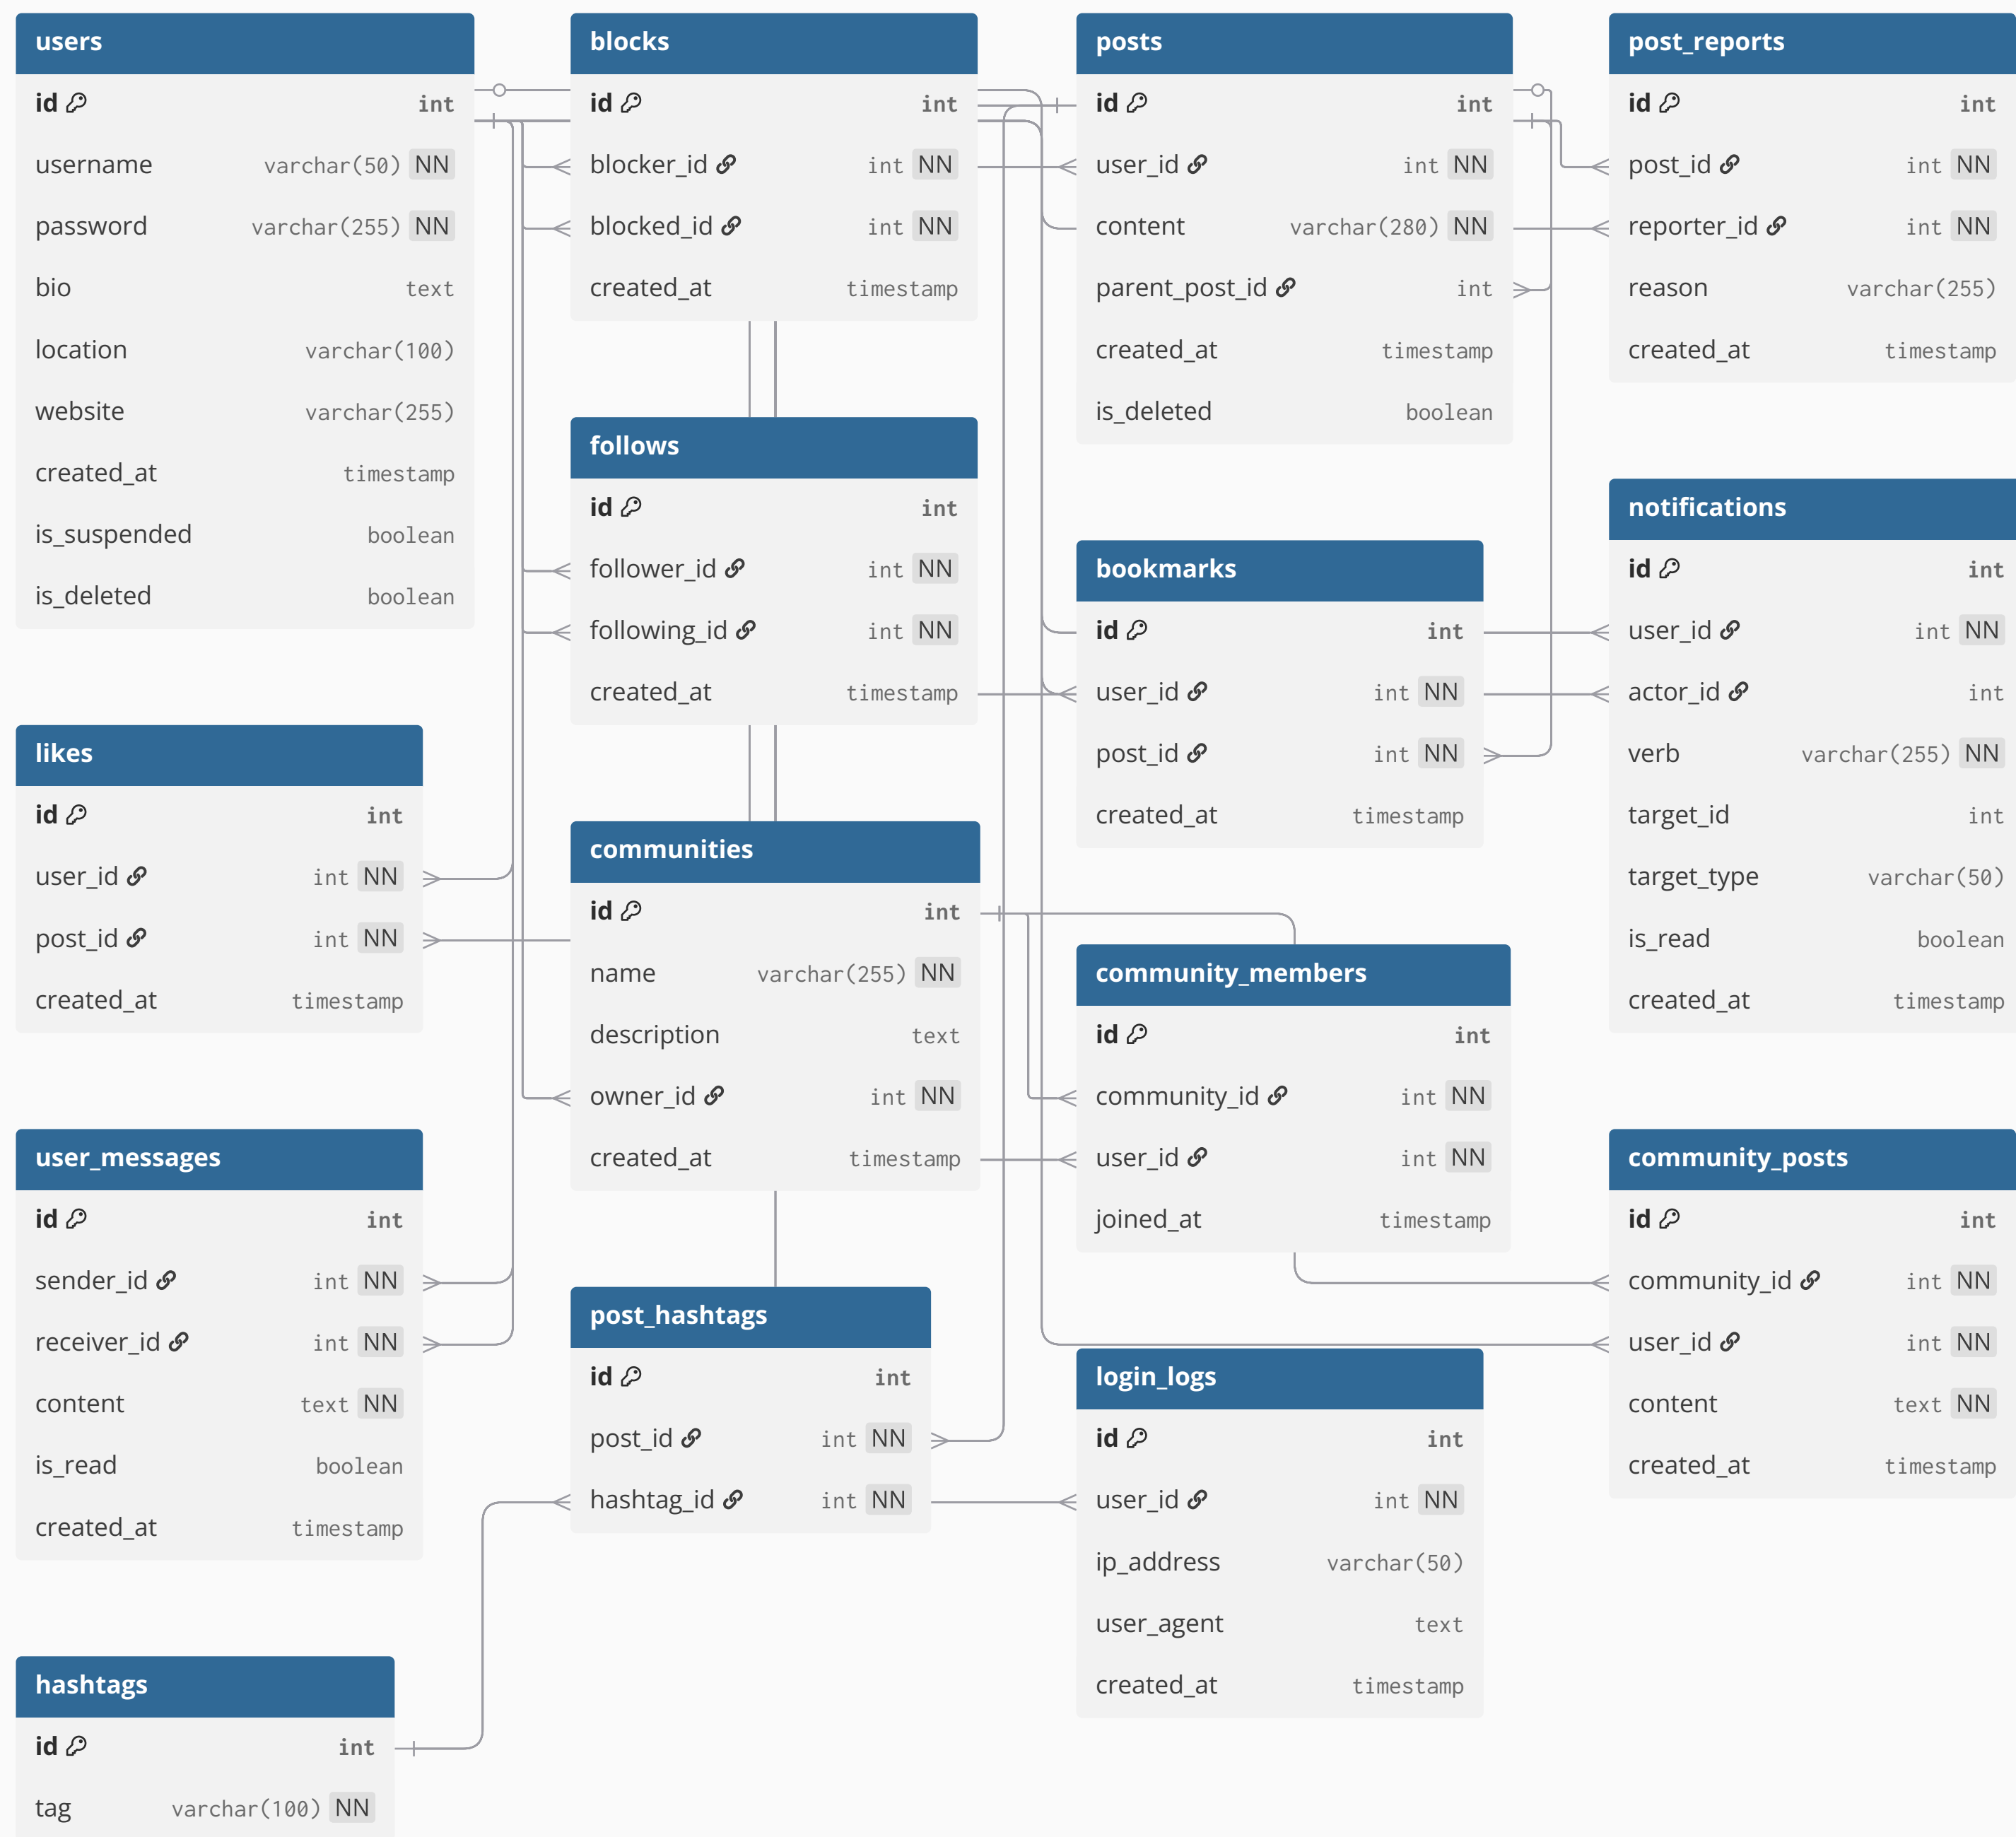 users
id int
username varchar(50) NN
password varchar(255) NN
bio text
location varchar(100)
website varchar(255)
created_at timestamp
is_suspended boolean
is_deleted boolean
likes
id int
user_id int NN
post_id int NN
created_at timestamp
user_messages
id int
sender_id int NN
receiver_id int NN
content text NN
is_read boolean
created_at timestamp
hashtags
id int
tag varchar(100) NN
blocks
id int
blocker_id int NN
blocked_id int NN
created_at timestamp
follows
id int
follower_id int NN
following_id int NN
created_at timestamp
communities
id int
name varchar(255) NN
description text
owner_id int NN
created_at timestamp
post_hashtags
id int
post_id int NN
hashtag_id int NN
posts
id int
user_id int NN
content varchar(280) NN
parent_post_id int
created_at timestamp
is_deleted boolean
bookmarks
id int
user_id int NN
post_id int NN
created_at timestamp
community_members
id int
community_id int NN
user_id int NN
joined_at timestamp
login_logs
id int
user_id int NN
ip_address varchar(50)
user_agent text
created_at timestamp
post_reports
id int
post_id int NN
reporter_id int NN
reason varchar(255)
created_at timestamp
notifications
id int
user_id int NN
actor_id int
verb varchar(255) NN
target_id int
target_type varchar(50)
is_read boolean
created_at timestamp
community_posts
id int
community_id int NN
user_id int NN
content text NN
created_at timestamp